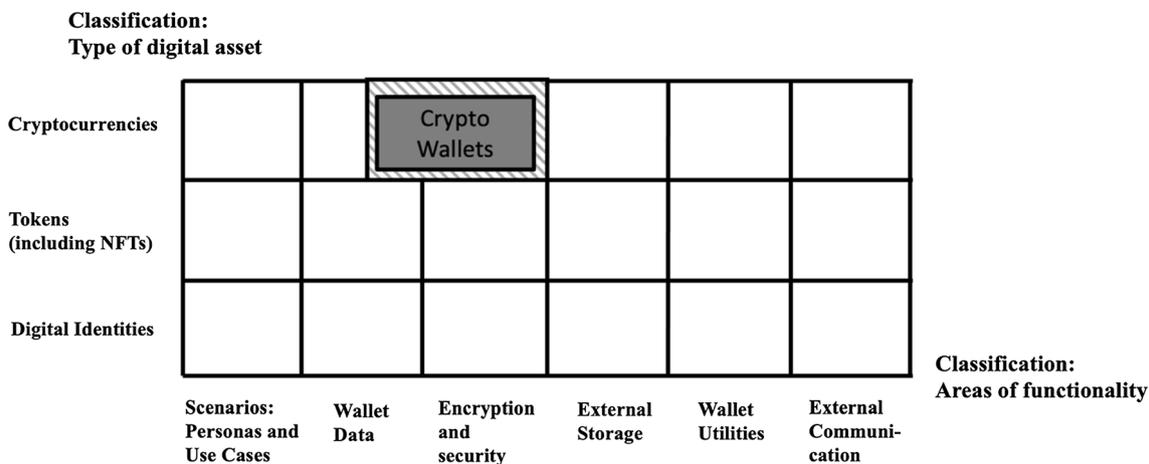 Classification:
Type of digital asset
Cryptocurrencies
Crypto
Wallets
Tokens
(including NFTs)
Digital Identities
Classification:
Areas of functionality
Scenarios:
Personas and
Use Cases
Wallet
Data
Encryption
and
security
External
Storage
Wallet
Utilities
External
Communi-
cation